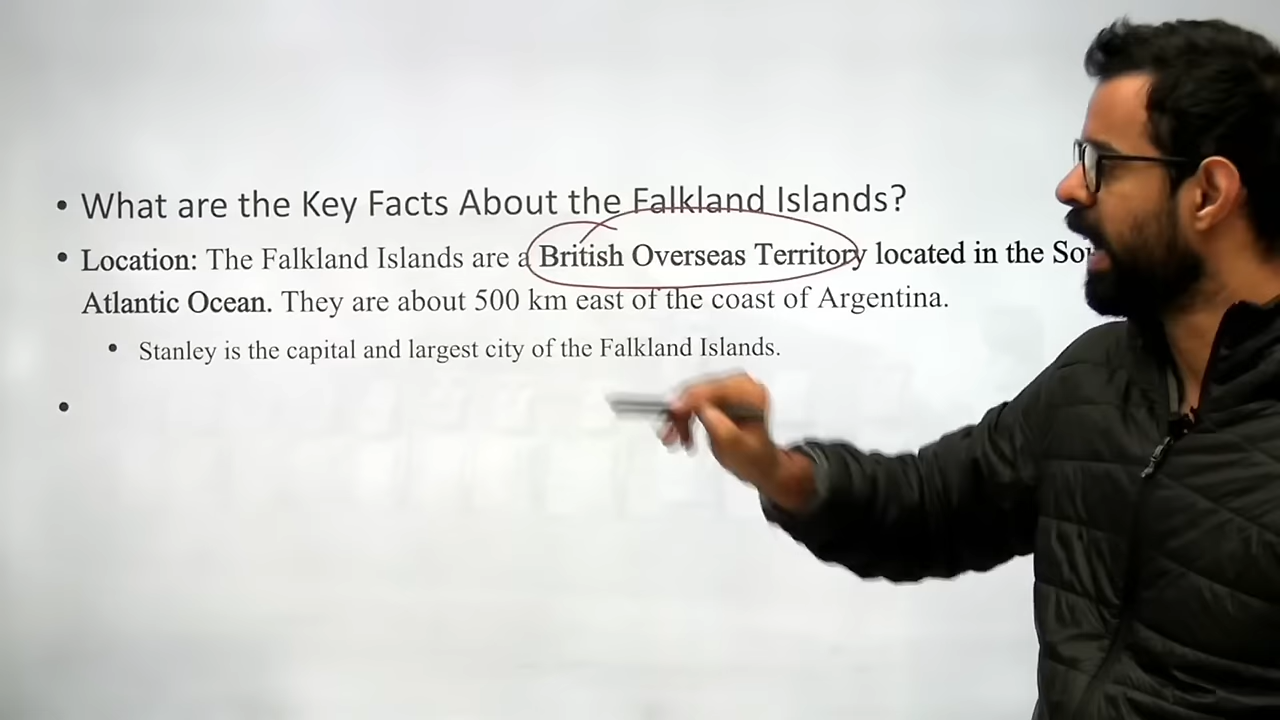 • What are the Key Facts About the Falkland Islands?
• Location: The Falkland Islands are a British Overseas Territory located in the
Atlantic Ocean. They are about 500 km east of the coast of Argentina.
• Stanley is the capital and largest city of the Falkland Islands.
•